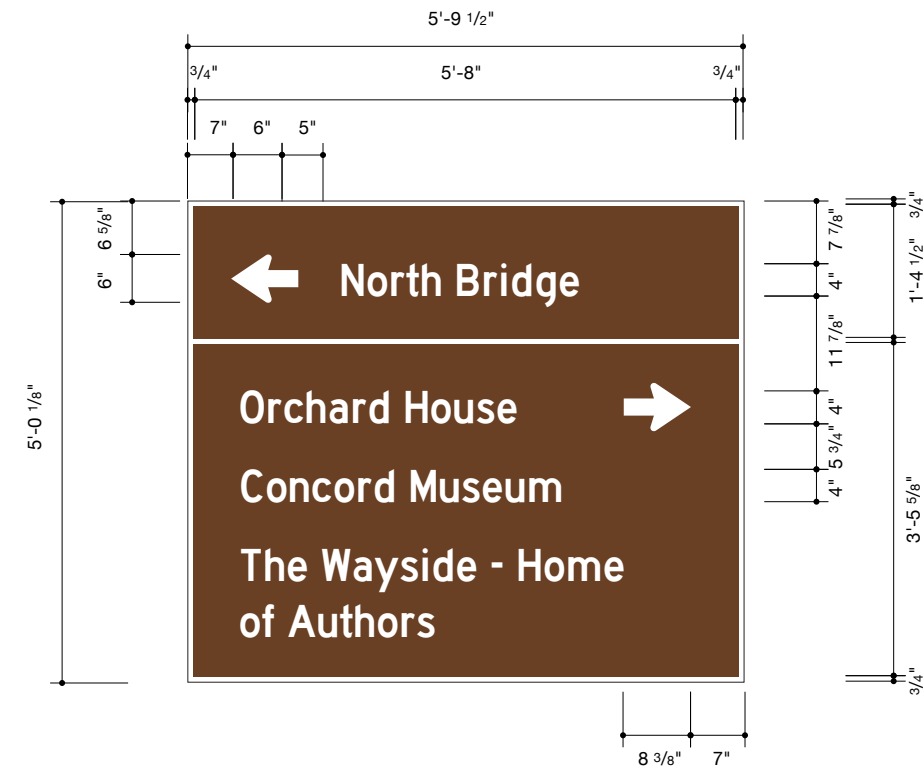 5'-9 1/2"
3/4" 5'-8" 3/4"
7" 6" 5"
6 5/8"
6"
5'-0 1/8"
North Bridge
Orchard House
Concord Museum
The Wayside - Home
of Authors
7 7/8"
4"
11 7/8"
4"
5 3/4"
4"
3/4"
1'-4 1/2"
3'-5 5/8"
3/4"
8 3/8" 7"